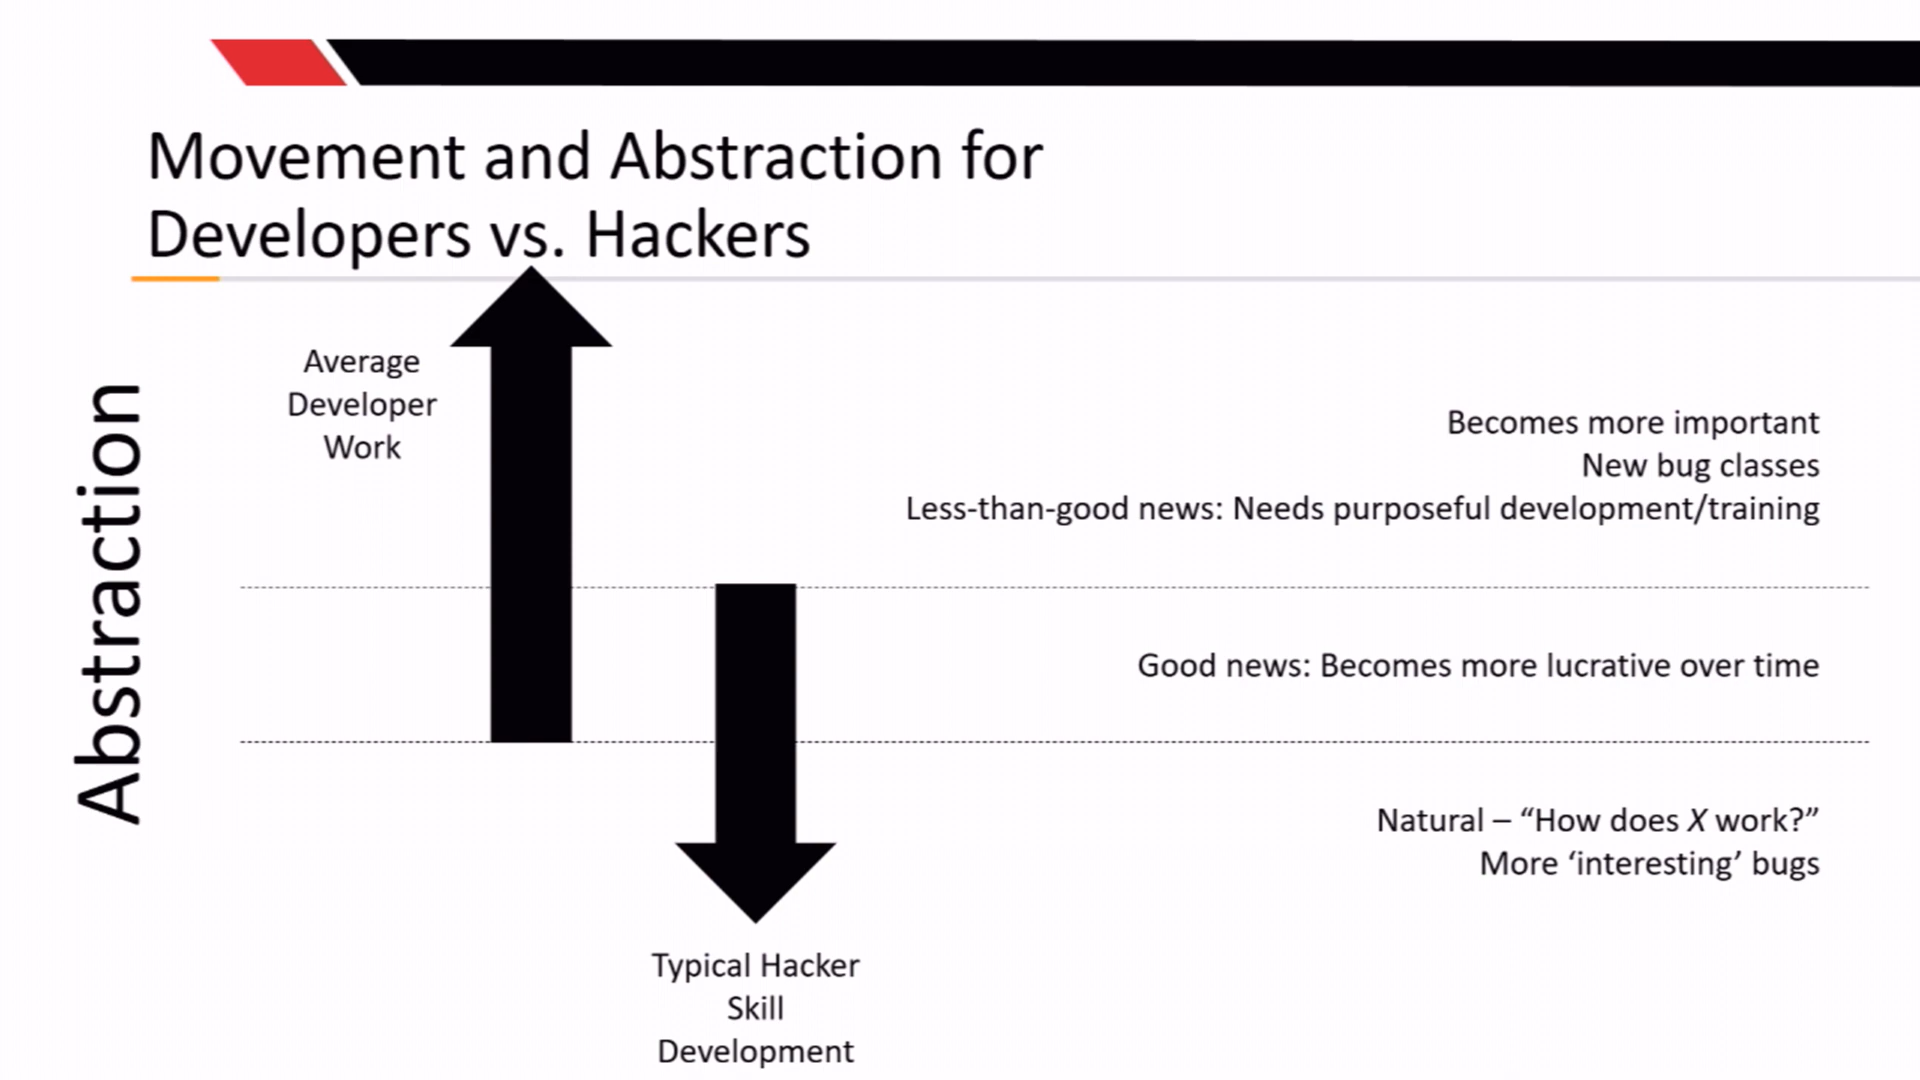 Movement and Abstraction for
Developers vs. Hackers
Abstraction
Average
Developer
Work
Becomes more important
New bug classes
Less-than-good news: Needs purposeful development/training
Good news: Becomes more lucrative over time
Natural – “How does X work?”
More ‘interesting’ bugs
Typical Hacker
Skill
Development